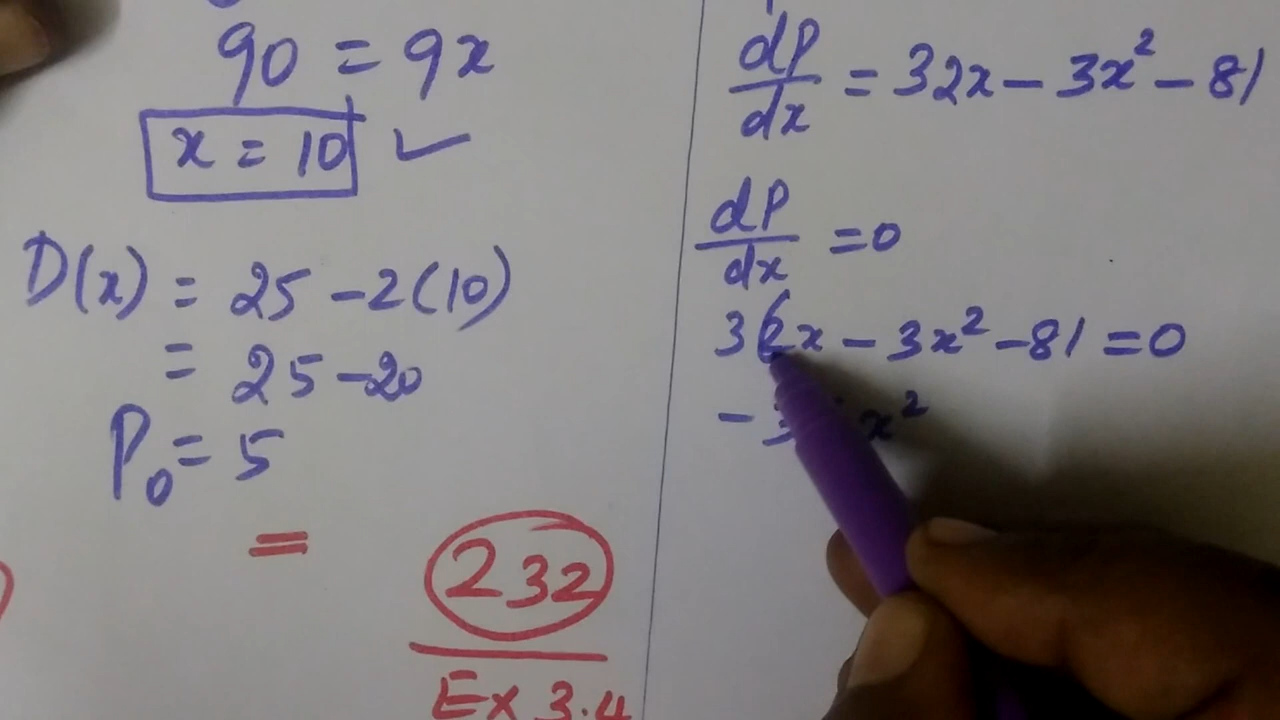 90 = 9x
x = 10 ✓
D(x) = 25 - 2(10)
= 25 - 20
P₀ = 5
=
232
Ex 3.4
dP/dx = 32x - 3x² - 81
dP/dx = 0
x - 3x² - 81 = 0
x²